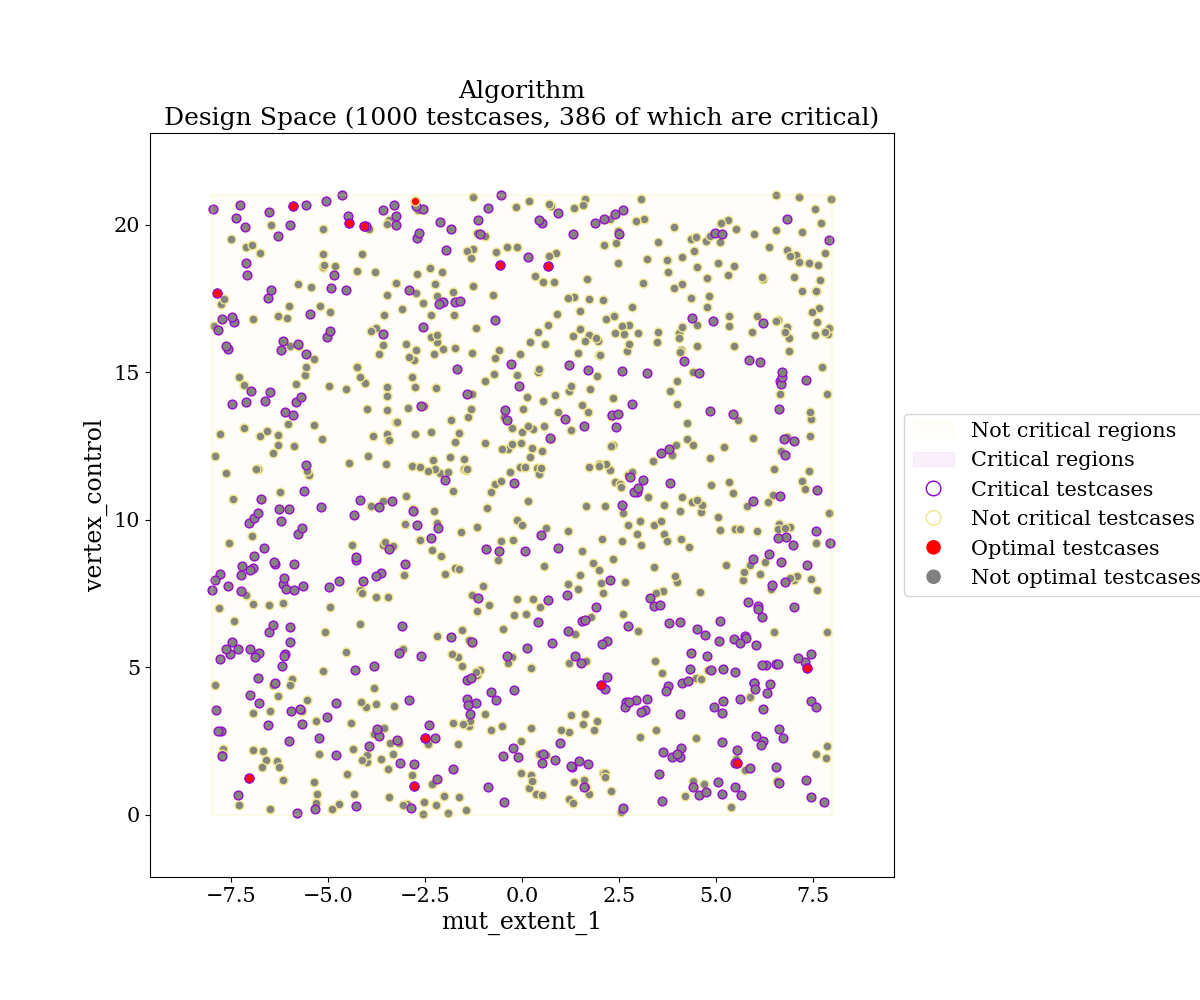 Algorithm
Design Space (1000 testcases, 386 of which are critical)
20
15
10
5
0
vertex_control
−7.5
−5.0
−2.5
0.0
2.5
5.0
7.5
mut_extent_1
Not critical regions
Critical regions
Critical testcases
Not critical testcases
Optimal testcases
Not optimal testcases